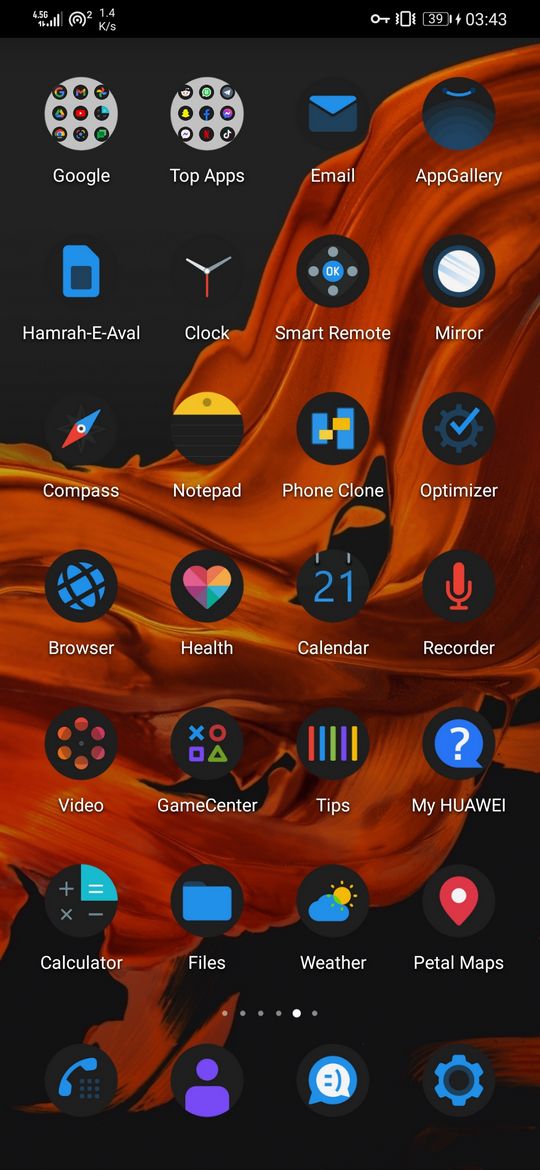 4.5G 2 1.4 K/s 39 03:43
Google Top Apps Email AppGallery
OK
Hamrah-E-Aval Clock Smart Remote Mirror
Compass Notepad Phone Clone Optimizer
21
Browser Health Calendar Recorder
?
Video GameCenter Tips My HUAWEI
Calculator Files Weather Petal Maps